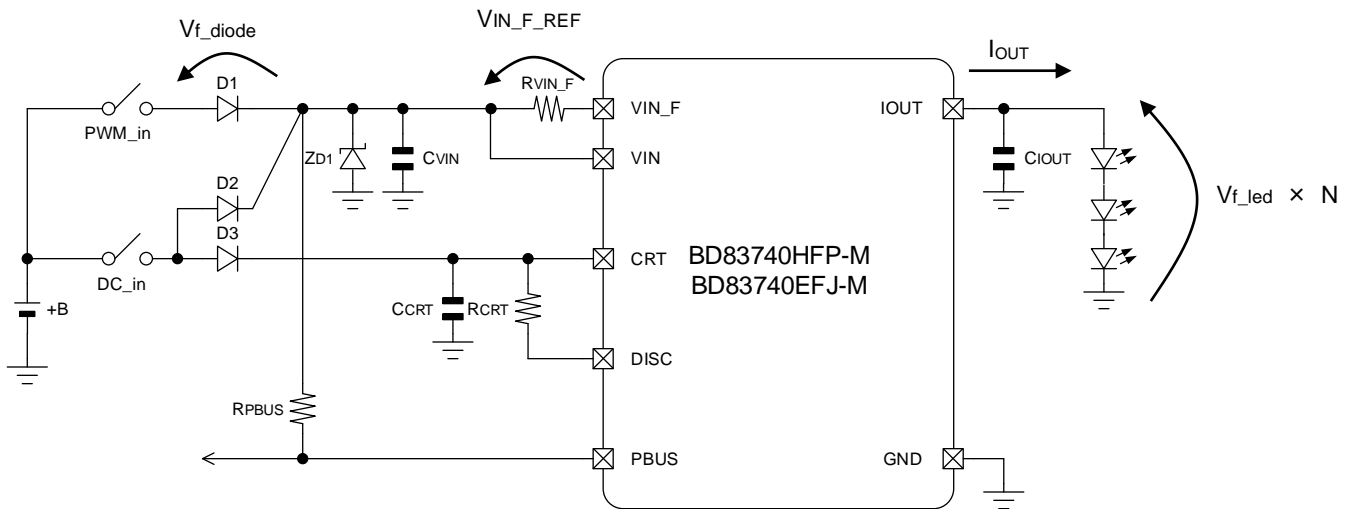 Vf_diode
VIN_F_REF
IOUT
D1
RVIN_F
VIN_F
IOUT
PWM_in
ZD1
CVIN
VIN
CIOUT
D2
Vf_led × N
D3
DC_in
CRT
BD83740HFP-M
BD83740EFJ-M
+B
CCRT
RCRT
DISC
RPBUS
PBUS
GND